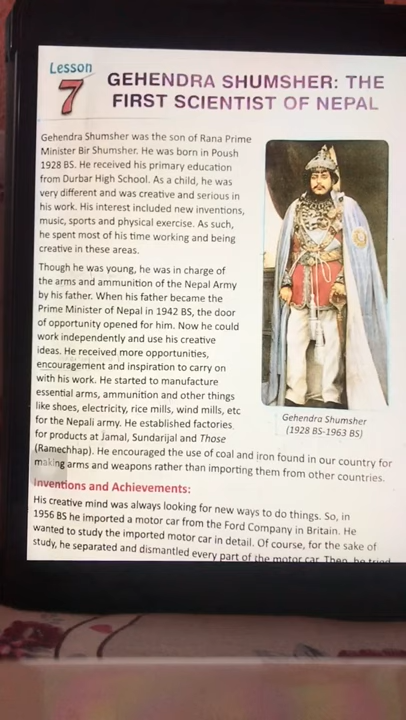 Lesson
7
GEHENDRA SHUMSHER: THE
FIRST SCIENTIST OF NEPAL
Gehendra Shumsher was the son of Rana Prime
Minister Bir Shumsher. He was born in Poush
1928 BS. He received his primary education
from Durbar High School. As a child, he was
very different and was creative and serious in
his work. His interest included new inventions,
music, sports and physical exercise. As such,
he spent most of his time working and being
creative in these areas.
Though he was young, he was in charge of
the arms and ammunition of the Nepal Army
by his father. When his father became the
Prime Minister of Nepal in 1942 BS, the door
of opportunity opened for him. Now he could
work independently and use his creative
ideas. He received more opportunities,
encouragement and inspiration to carry on
with his work. He started to manufacture
essential arms, ammunition and other things
like shoes, electricity, rice mills, wind mills, etc
for the Nepali army. He established factories
for products at Jamal, Sundarijal and Those
(Ramechhap). He encouraged the use of coal and iron found in our country for
making arms and weapons rather than importing them from other countries.
Gehendra Shumsher
(1928 BS-1963 BS)
Inventions and Achievements:
His creative mind was always looking for new ways to do things. So, in
1956 BS he imported a motor car from the Ford Company in Britain. He
wanted to study the imported motor car in detail. Of course, for the sake of
study, he separated and dismantled every part of the motor car. Then, he tried